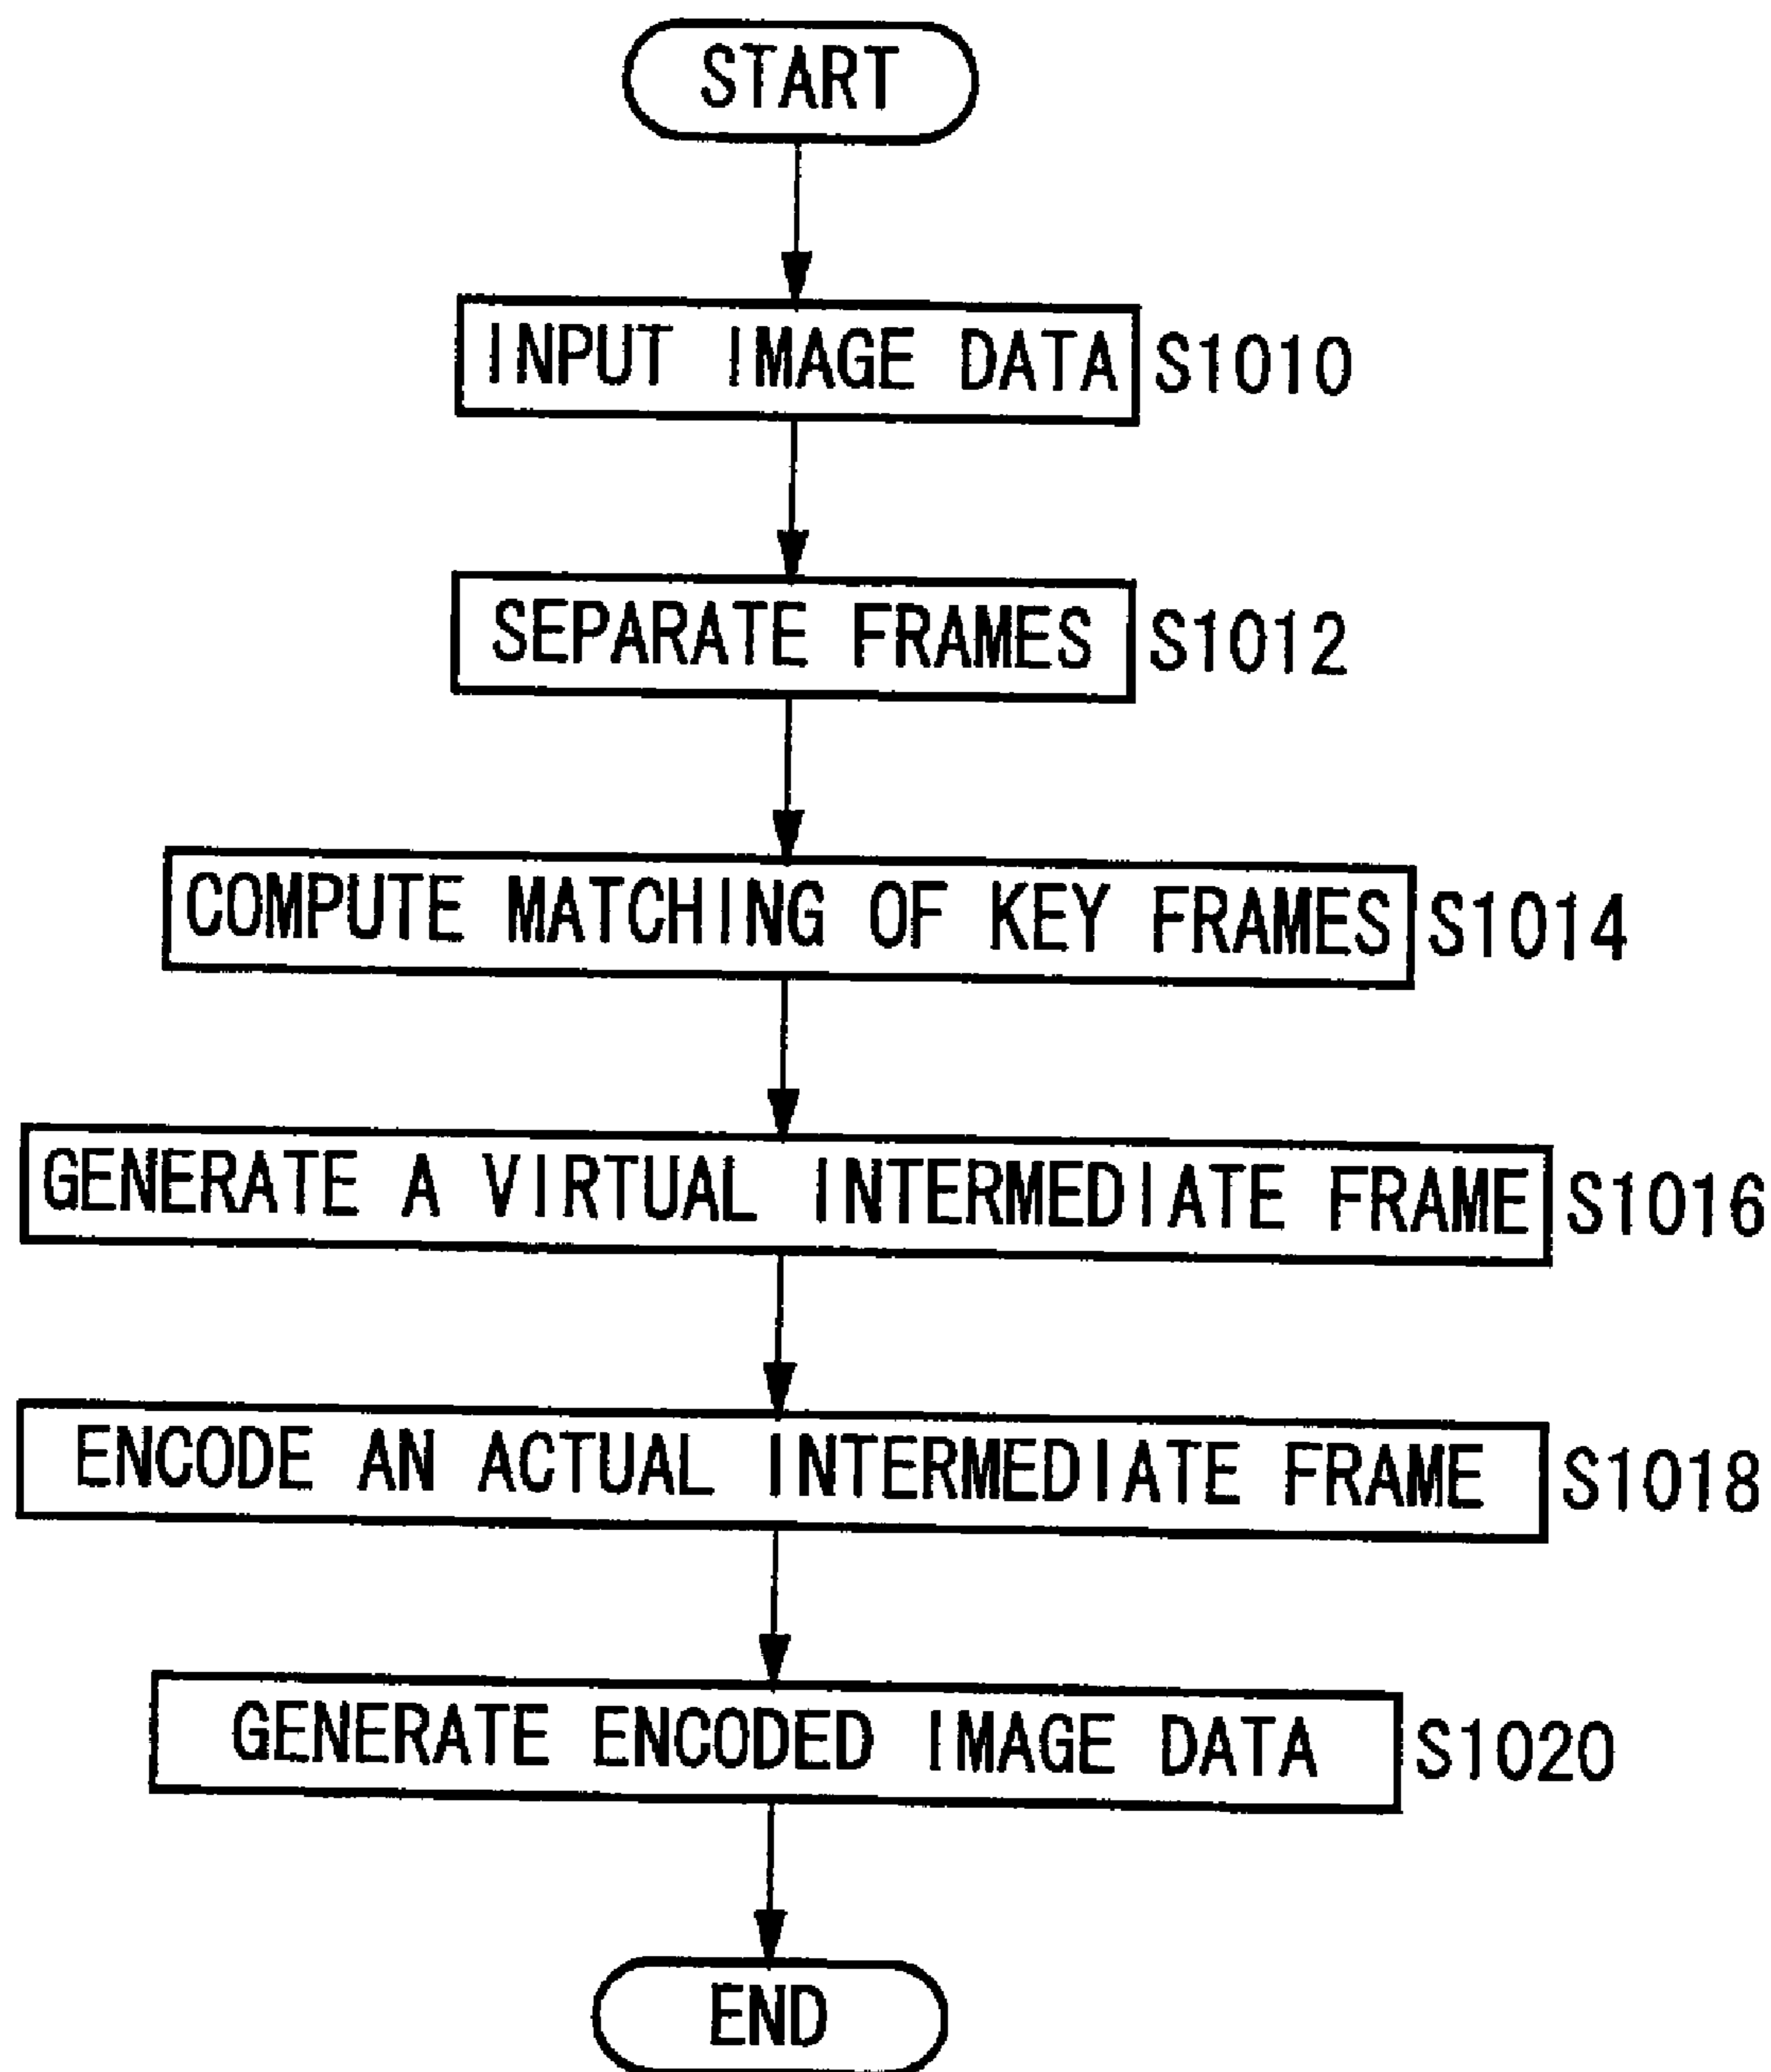 START
INPUT IMAGE DATA S1010
SEPARATE FRAMES S1012
COMPUTE MATCHING OF KEY FRAMES S1014
GENERATE A VIRTUAL INTERMEDIATE FRAME S1016
ENCODE AN ACTUAL INTERMEDIATE FRAME S1018
GENERATE ENCODED IMAGE DATA S1020
END